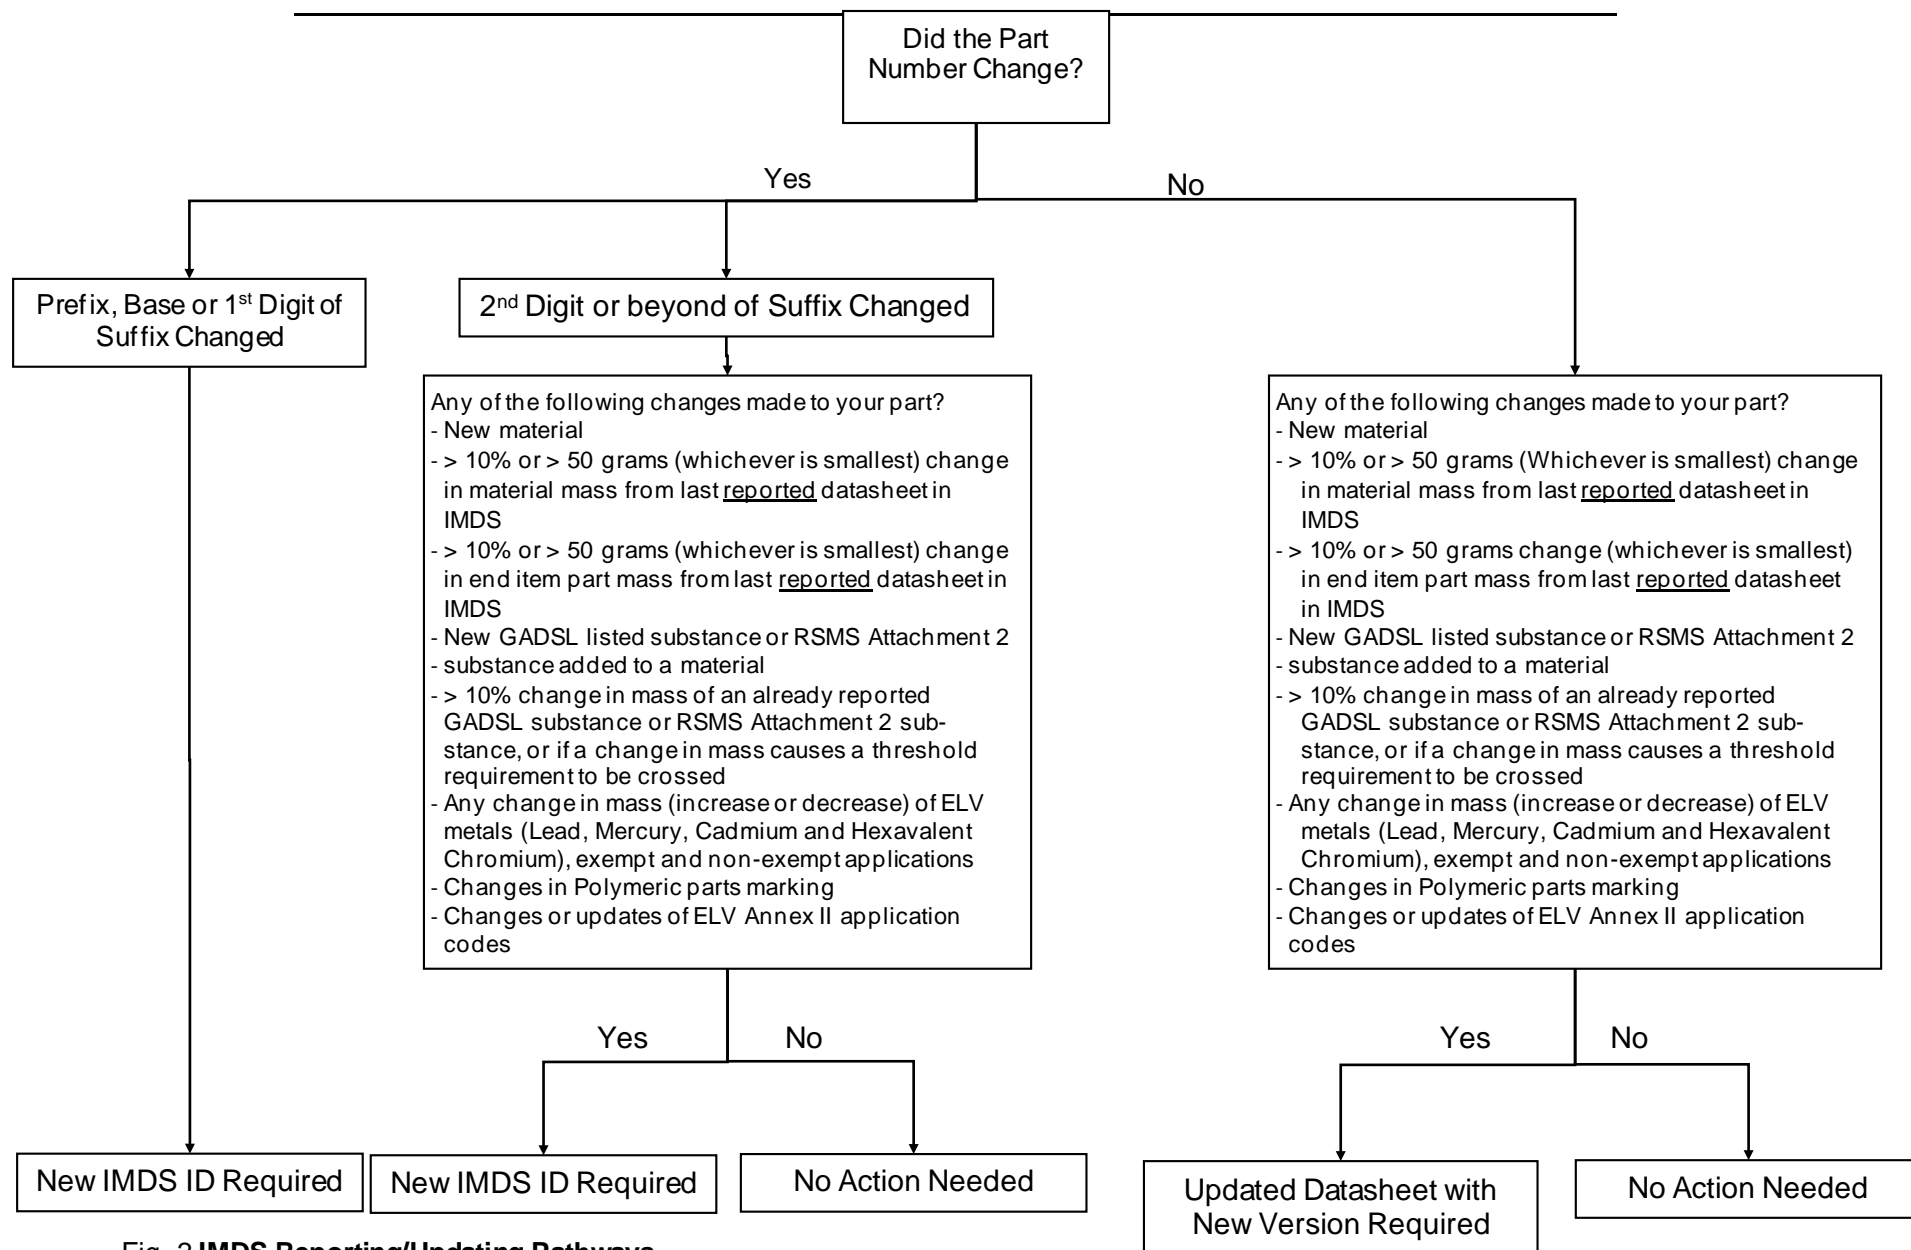 Did the Part
Number Change?
Yes
No
Prefix, Base or 1st Digit of
Suffix Changed
2nd Digit or beyond of Suffix Changed
Any of the following changes made to your part?
- New material
- > 10% or > 50 grams (whichever is smallest) change
in material mass from last reported datasheet in
IMDS
- > 10% or > 50 grams (whichever is smallest) change
in end item part mass from last reported datasheet in
IMDS
- New GADSL listed substance or RSMS Attachment 2
- substance added to a material
- > 10% change in mass of an already reported
GADSL substance or RSMS Attachment 2 sub-
stance, or if a change in mass causes a threshold
requirement to be crossed
- Any change in mass (increase or decrease) of ELV
metals (Lead, Mercury, Cadmium and Hexavalent
Chromium), exempt and non-exempt applications
- Changes in Polymeric parts marking
- Changes or updates of ELV Annex II application
codes
Any of the following changes made to your part?
- New material
- > 10% or > 50 grams (Whichever is smallest) change
in material mass from last reported datasheet in
IMDS
- > 10% or > 50 grams change (whichever is smallest)
in end item part mass from last reported datasheet
in IMDS
- New GADSL listed substance or RSMS Attachment 2
- substance added to a material
- > 10% change in mass of an already reported
GADSL substance or RSMS Attachment 2 sub-
stance, or if a change in mass causes a threshold
requirement to be crossed
- Any change in mass (increase or decrease) of ELV
metals (Lead, Mercury, Cadmium and Hexavalent
Chromium), exempt and non-exempt applications
- Changes in Polymeric parts marking
- Changes or updates of ELV Annex II application
codes
Yes
No
Yes
No
New IMDS ID Required
New IMDS ID Required
No Action Needed
Updated Datasheet with
New Version Required
No Action Needed
Fig. 2 IMDS Reporting/Updating Pathways